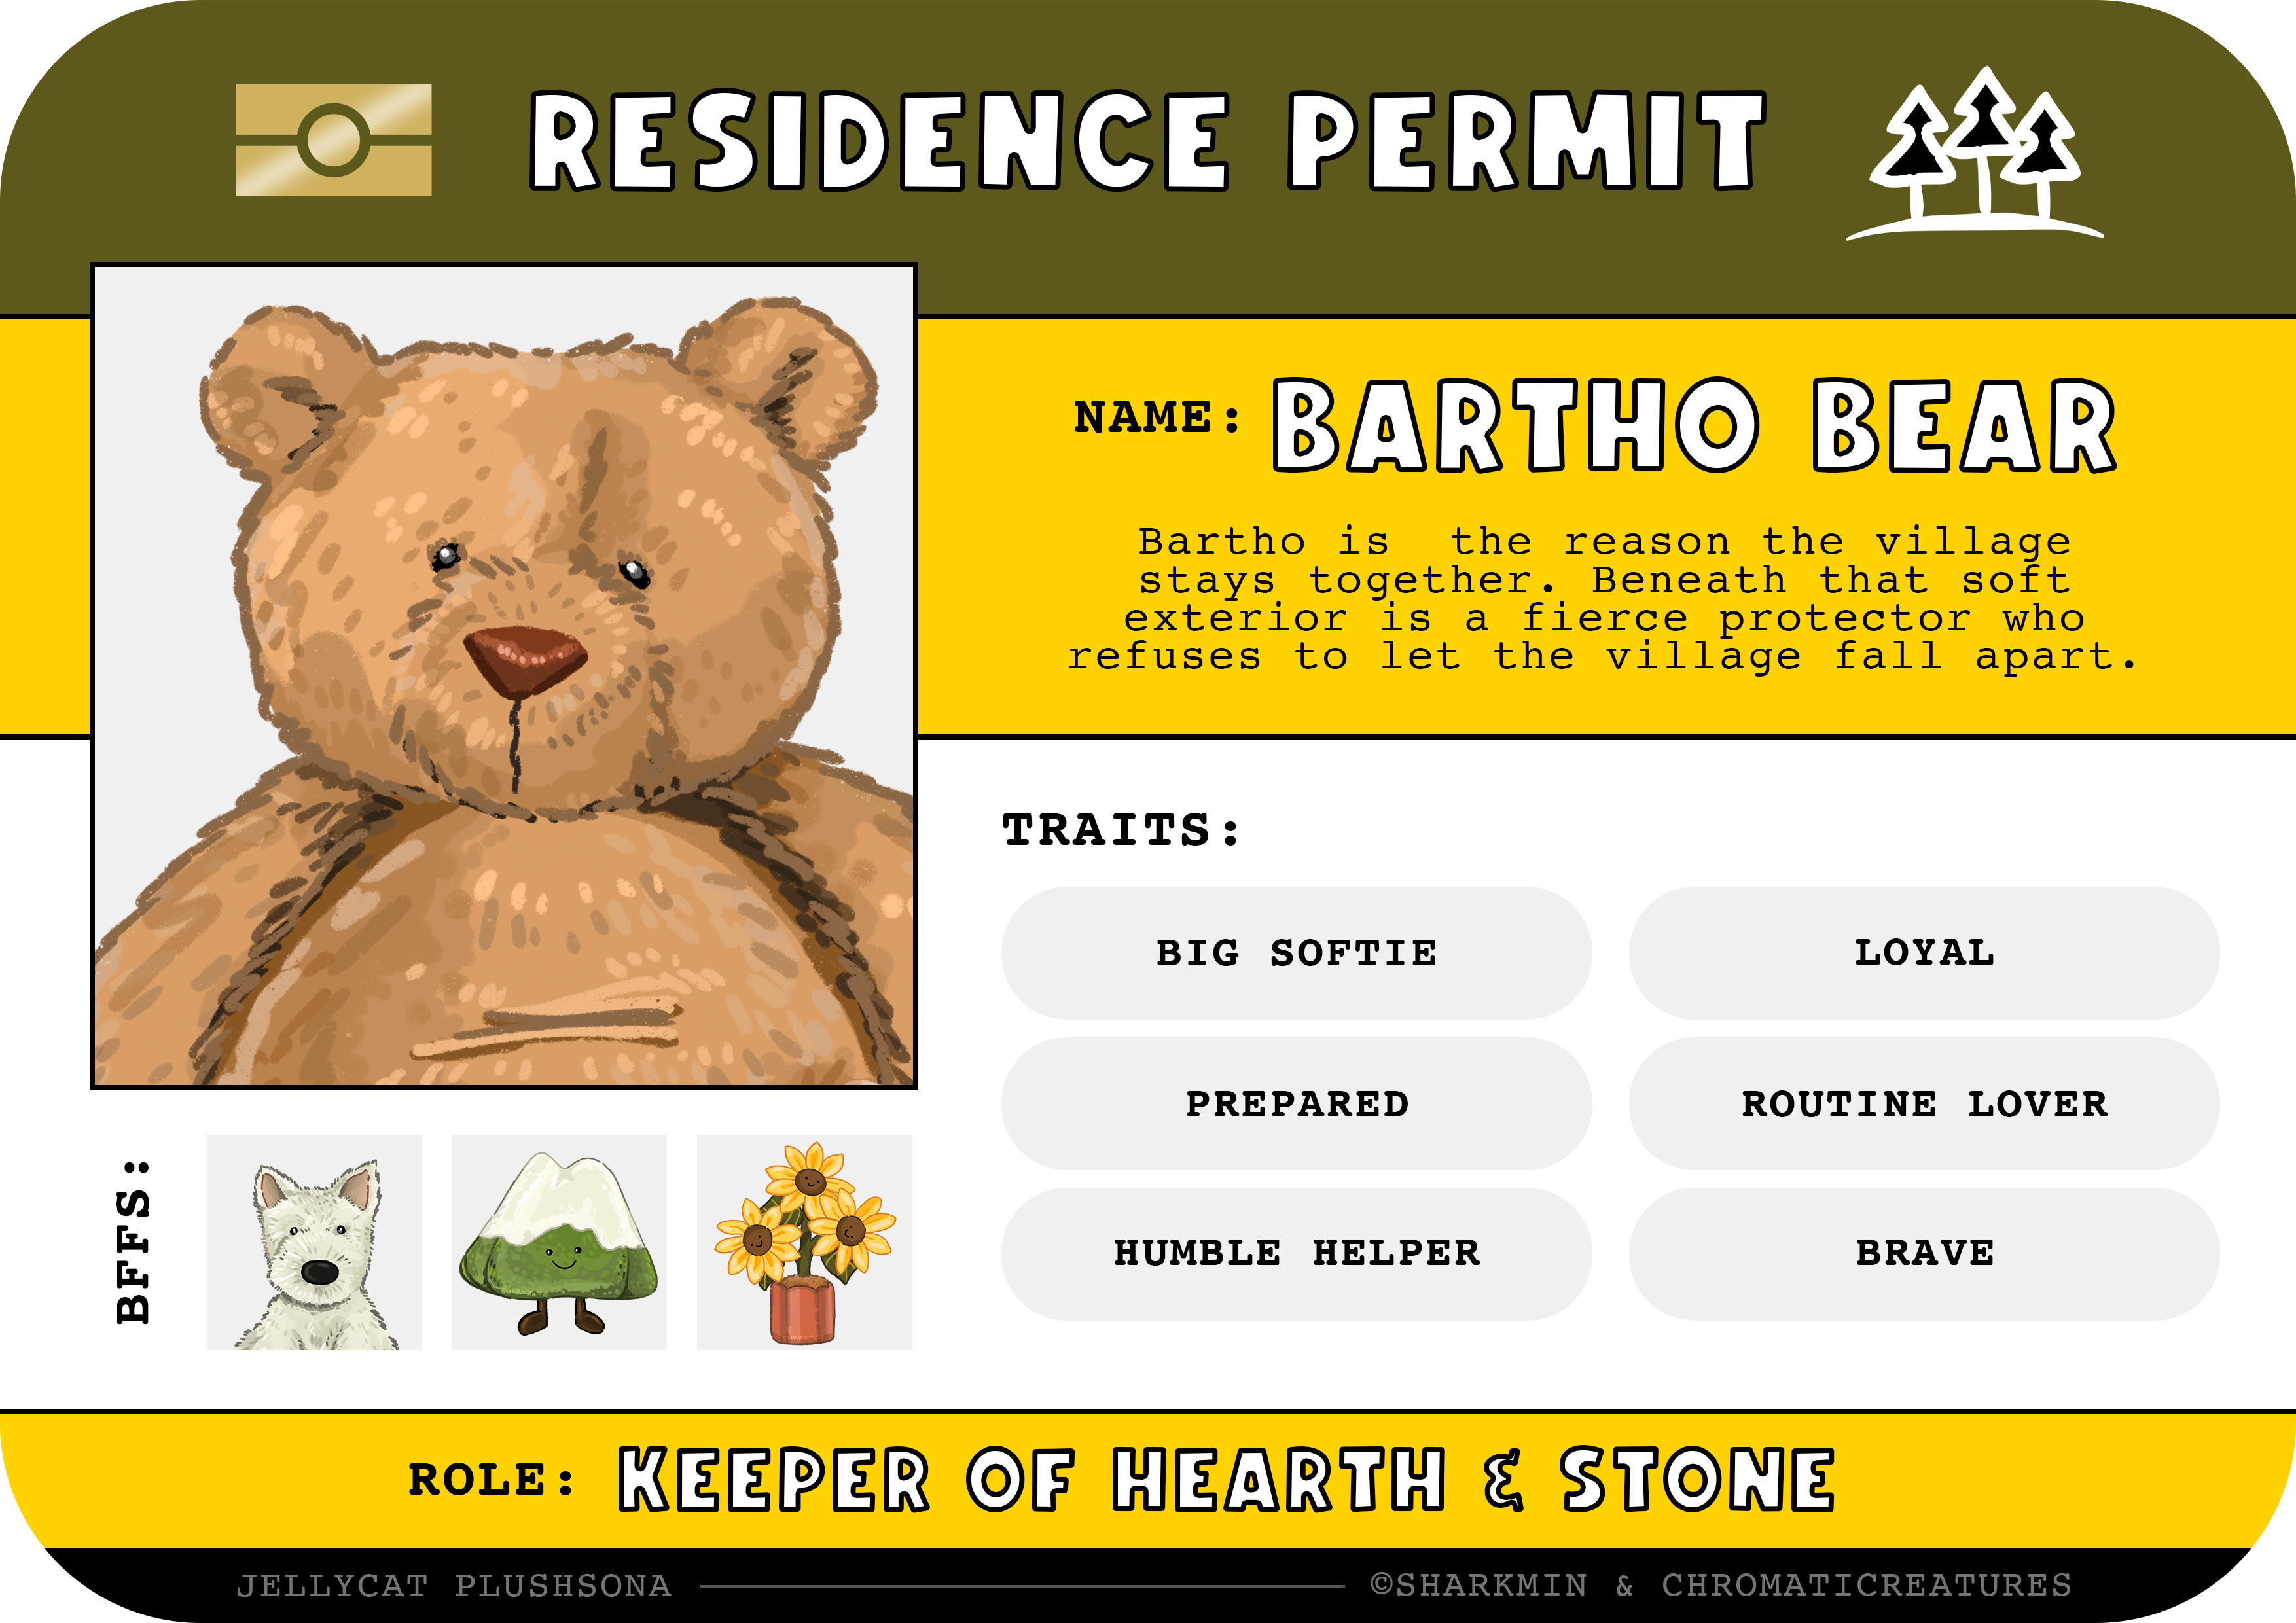 RESIDENCE PERMIT
NAME: BARTHO BEAR
Bartho is  the reason the village
stays together. Beneath that soft
exterior is a fierce protector who
refuses to let the village fall apart.
TRAITS:
BIG SOFTIE
LOYAL
PREPARED
ROUTINE LOVER
HUMBLE HELPER
BRAVE
BFFS:
ROLE: KEEPER OF HEARTH & STONE
JELLYCAT PLUSHSONA
©SHARKMIN & CHROMATICREATURES